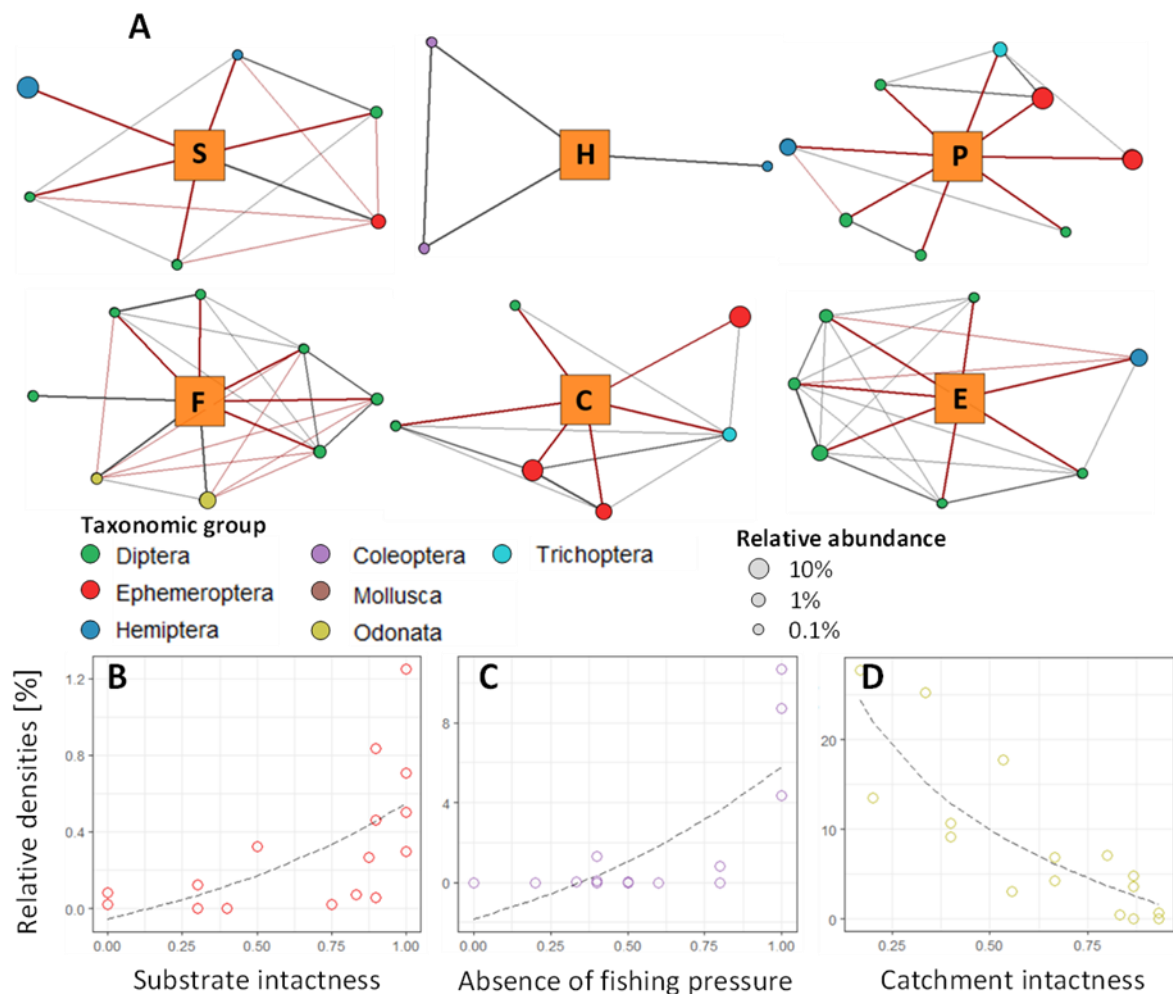 A
S
H
P
F
C
E
Taxonomic group
Diptera
Coleoptera
Trichoptera
Ephemeroptera
Mollusca
Hemiptera
Odonata
Relative abundance
10%
1%
0.1%
Relative densities [%]
B
1.2
0.8
0.4
0.0
0.00 0.25 0.50 0.75 1.00
Substrate intactness
C
8
4
0
0.00 0.25 0.50 0.75 1.00
Absence of fishing pressure
D
20
10
0
0.25 0.50 0.75
Catchment intactness